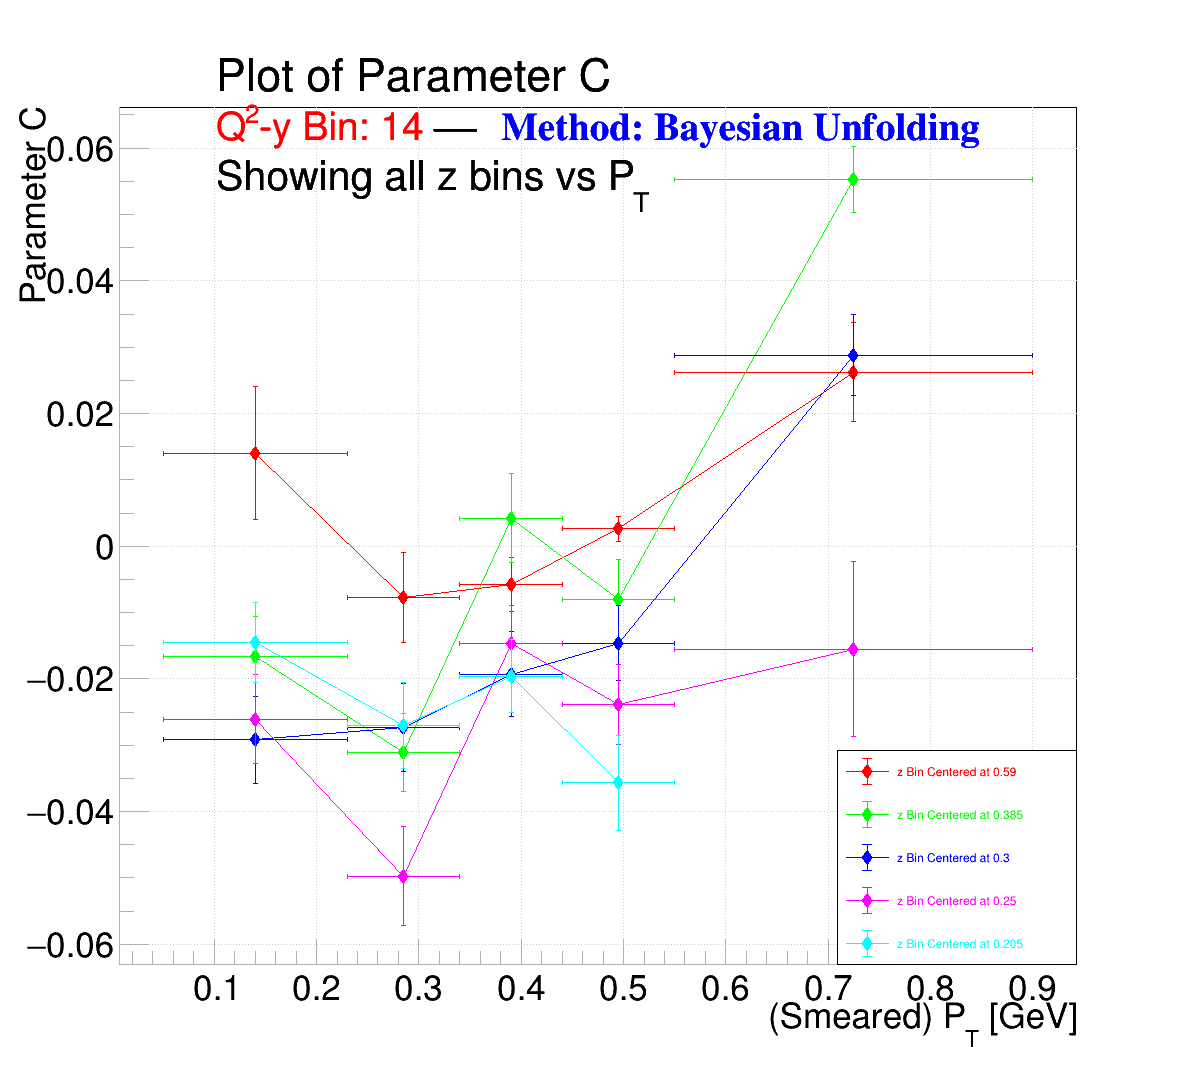 Plot of Parameter C
Q²-y Bin: 14 — Method: Bayesian Unfolding
Showing all z bins vs P_T
Parameter C
0.06
0.04
0.02
0
−0.02
−0.04
−0.06
z Bin Centered at 0.59
z Bin Centered at 0.385
z Bin Centered at 0.3
z Bin Centered at 0.25
z Bin Centered at 0.205
0.1 0.2 0.3 0.4 0.5 0.6 0.7 0.8 0.9
(Smeared) P_T [GeV]